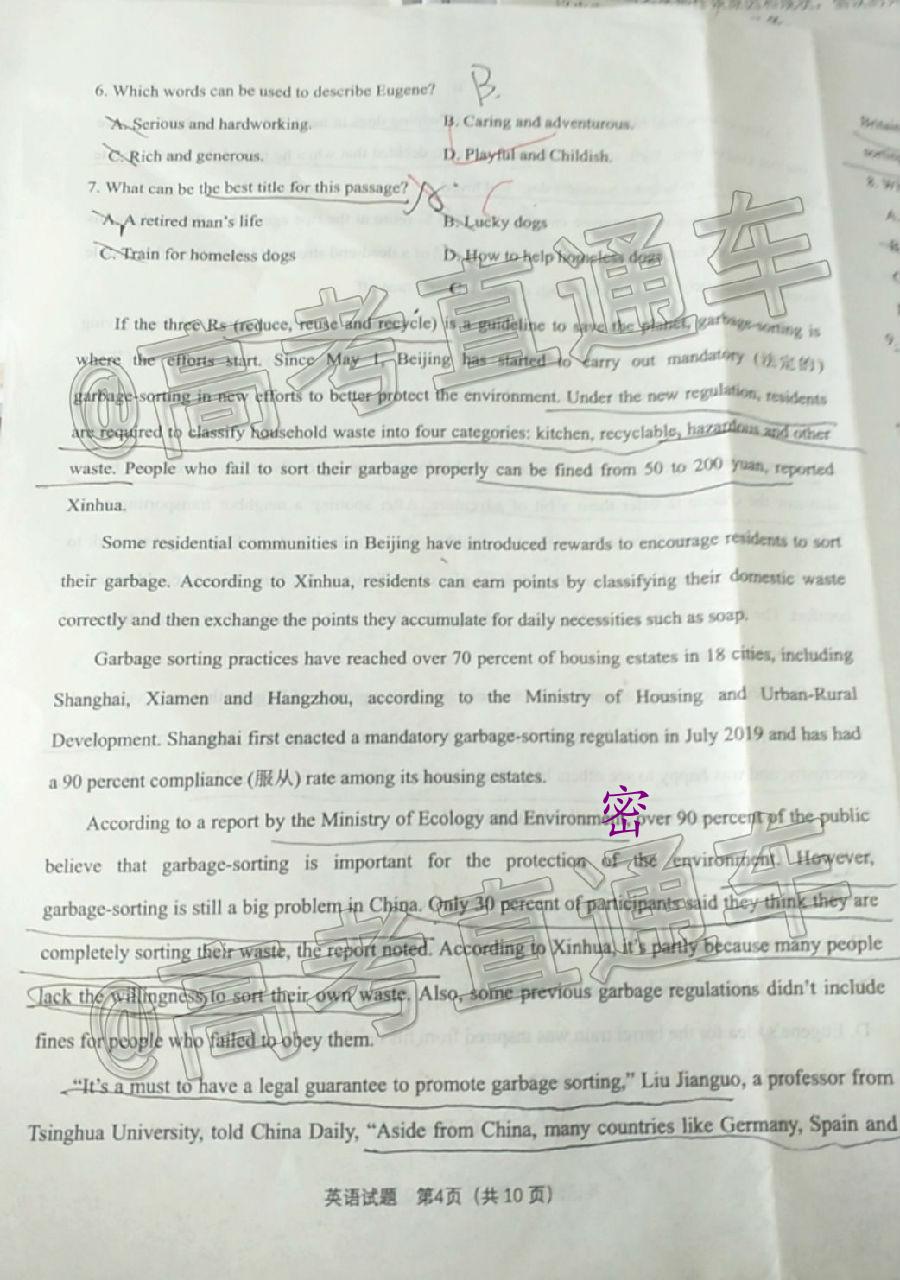 6. Which words can be used to describe Eugene?
B.
A. Serious and hardworking.
B. Caring and adventurous.
C. Rich and generous.
D. Playful and Childish.
7. What can be the best title for this passage?
C
A. A retired man's life
B. Lucky dogs
C. Train for homeless dogs
D. How to help homeless dogs
C
If the three Rs (reduce, reuse and recycle) is a guideline to save the planet, garbage-sorting is
where the efforts start. Since May 1, Beijing has started to carry out mandatory (法定的)
garbage-sorting in new efforts to better protect the environment. Under the new regulation, residents
are required to classify household waste into four categories: kitchen, recyclable, hazardous and other
waste. People who fail to sort their garbage properly can be fined from 50 to 200 yuan, reported
Xinhua.
Some residential communities in Beijing have introduced rewards to encourage residents to sort
their garbage. According to Xinhua, residents can earn points by classifying their domestic waste
correctly and then exchange the points they accumulate for daily necessities such as soap.
Garbage sorting practices have reached over 70 percent of housing estates in 18 cities, including
Shanghai, Xiamen and Hangzhou, according to the Ministry of Housing and Urban-Rural
Development. Shanghai first enacted a mandatory garbage-sorting regulation in July 2019 and has had
a 90 percent compliance (服从) rate among its housing estates.
密
According to a report by the Ministry of Ecology and Environment, over 90 percent of the public
believe that garbage-sorting is important for the protection of the environment. However,
garbage-sorting is still a big problem in China. Only 30 percent of participants said they think they are
completely sorting their waste, the report noted. According to Xinhua, it's partly because many people
lack the willingness to sort their own waste. Also, some previous garbage regulations didn't include
fines for people who failed to obey them.
"It's a must to have a legal guarantee to promote garbage sorting," Liu Jianguo, a professor from
Tsinghua University, told China Daily, "Aside from China, many countries like Germany, Spain and
英语试题 第4页（共 10 页）
@高考直通车
@高考直通车
8. W
A.
9.